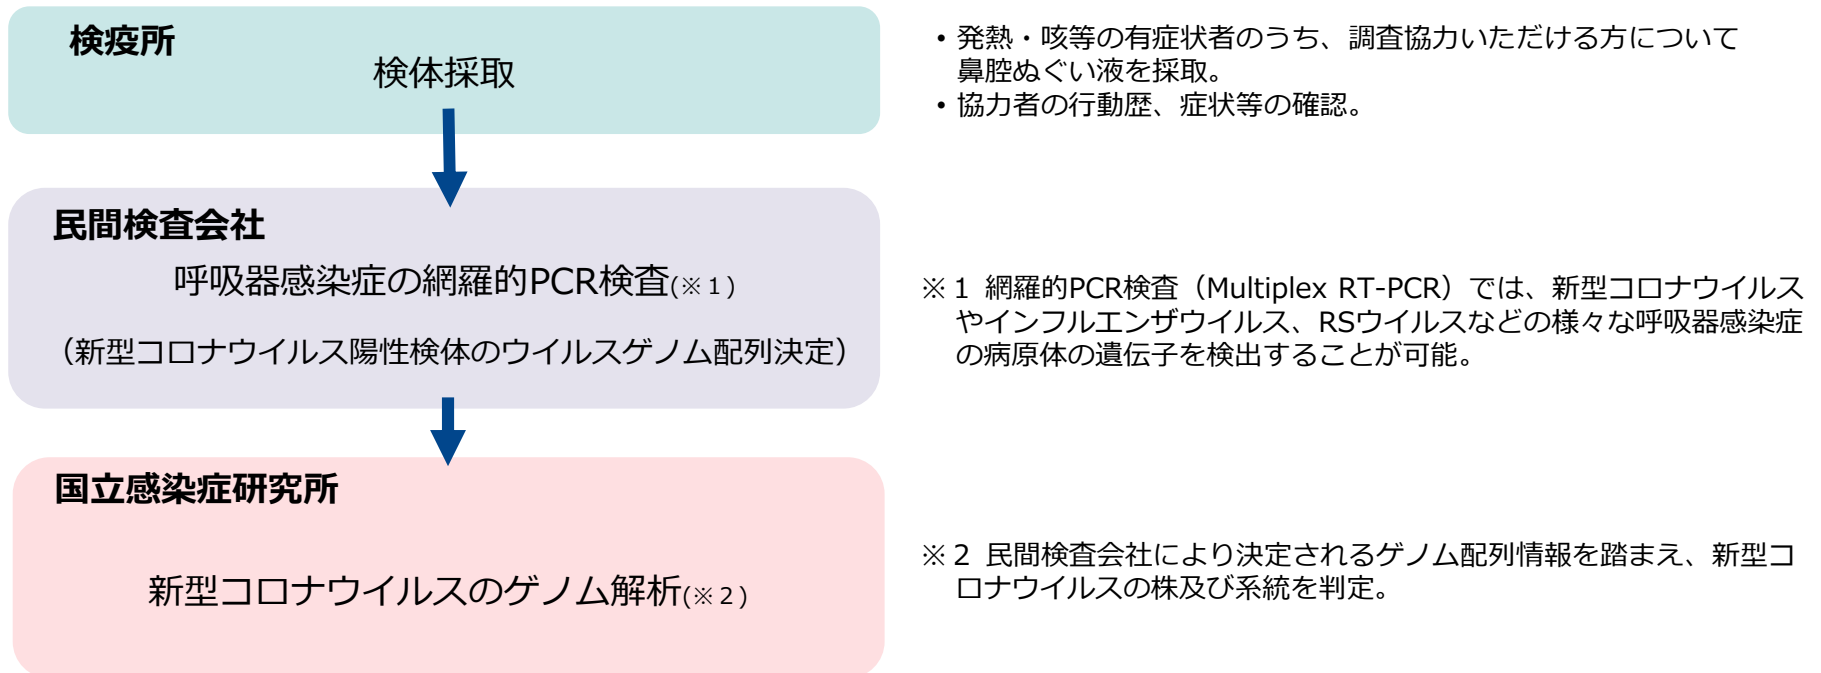 検疫所
検体採取
・発熱・咳等の有症状者のうち、調査協力いただける方について
鼻腔ぬぐい液を採取。
・協力者の行動歴、症状等の確認。
民間検査会社
呼吸器感染症の網羅的PCR検査(※１)
（新型コロナウイルス陽性検体のウイルスゲノム配列決定）
※１ 網羅的PCR検査（Multiplex RT-PCR）では、新型コロナウイルス
やインフルエンザウイルス、RSウイルスなどの様々な呼吸器感染症
の病原体の遺伝子を検出することが可能。
国立感染症研究所
新型コロナウイルスのゲノム解析(※２)
※２ 民間検査会社により決定されるゲノム配列情報を踏まえ、新型コ
ロナウイルスの株及び系統を判定。